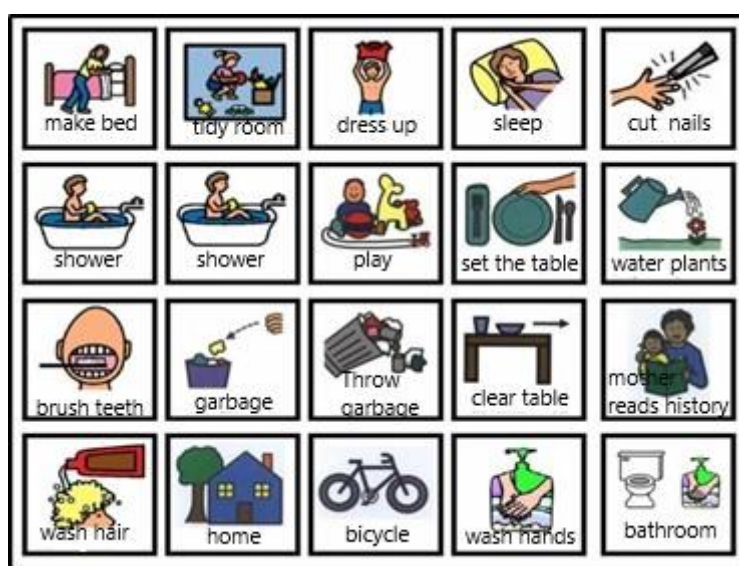 make bed
tidy room
dress up
sleep
cut nails
shower
shower
play
set the table
water plants
brush teeth
garbage
Throw
garbage
clear table
mother
reads history
wash hair
home
bicycle
wash hands
bathroom